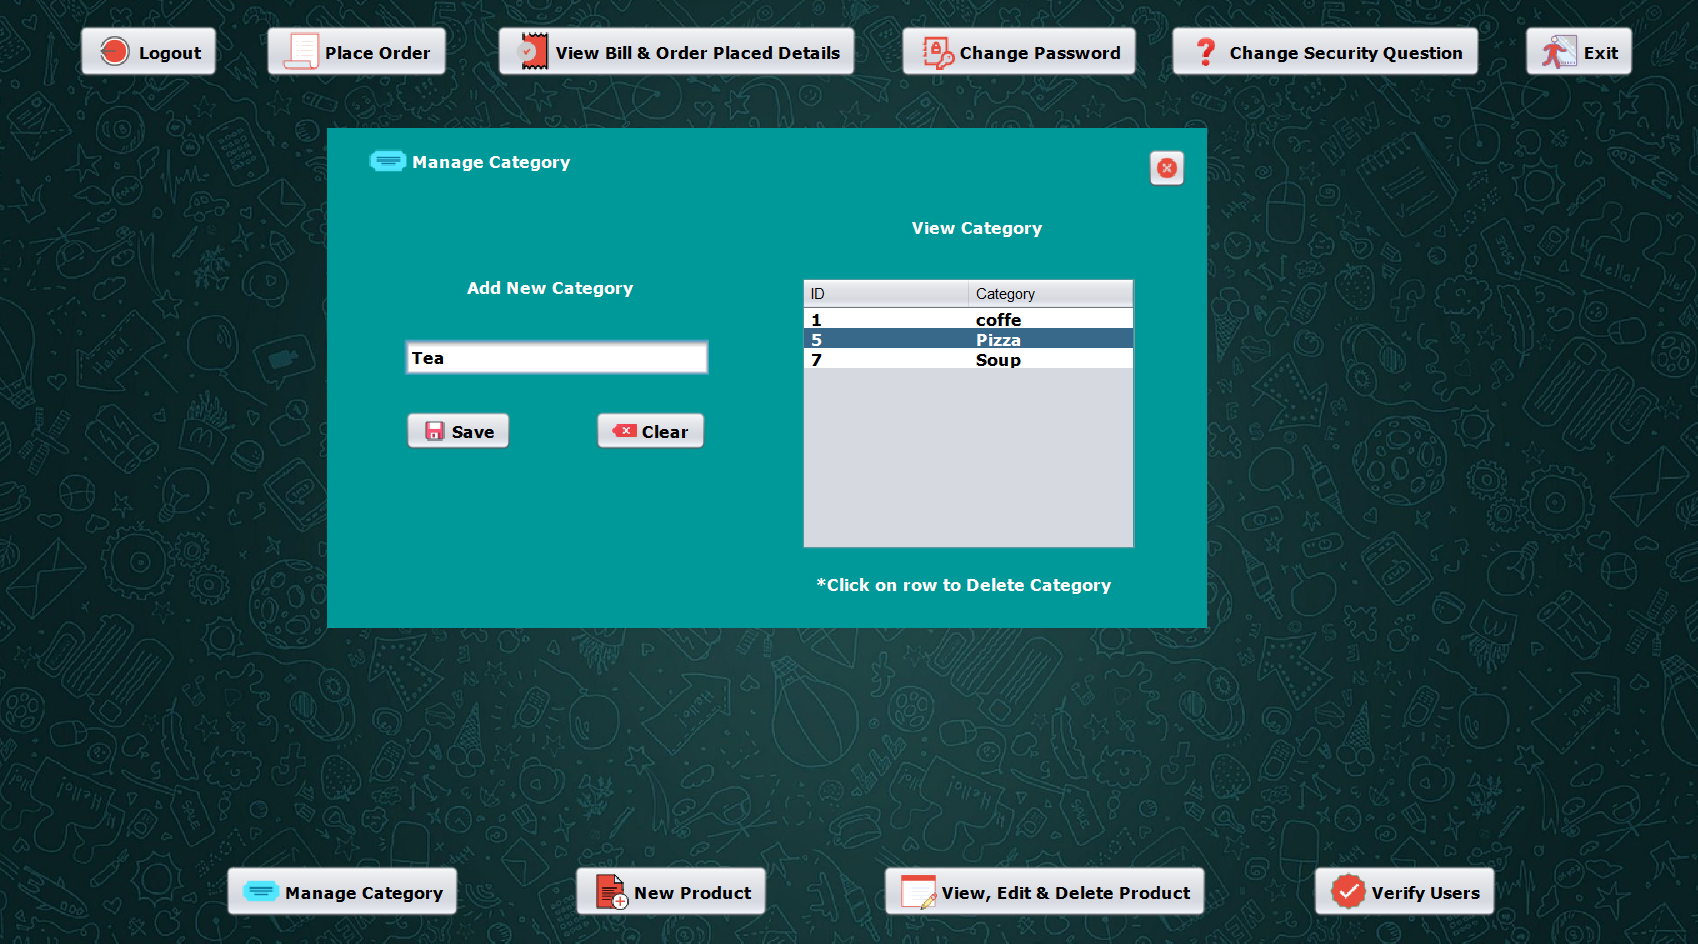 Logout
Place Order
View Bill & Order Placed Details
Change Password
Change Security Question
Exit
Manage Category
View Category
Add New Category
ID Category
1 coffe
5 Pizza
7 Soup
Tea
Save
Clear
*Click on row to Delete Category
Manage Category
New Product
View, Edit & Delete Product
Verify Users